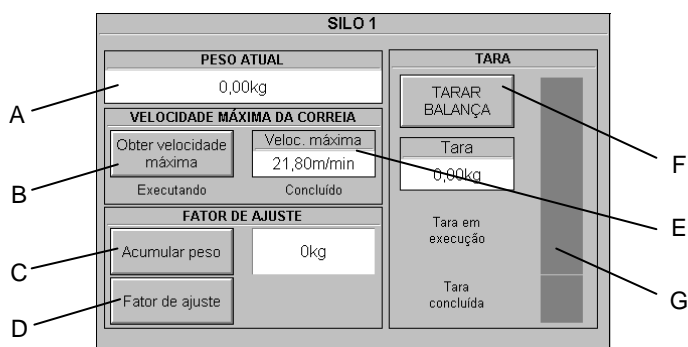 SILO 1
PESO ATUAL
0,00kg
VELOCIDADE MÁXIMA DA CORREIA
Obter velocidade
máxima
Veloc. máxima
21,80m/min
Executando
Concluído
FATOR DE AJUSTE
Acumular peso
0kg
Fator de ajuste
TARA
TARAR
BALANÇA
Tara
0,00kg
Tara em
execução
Tara
concluída
A
B
C
D
F
E
G